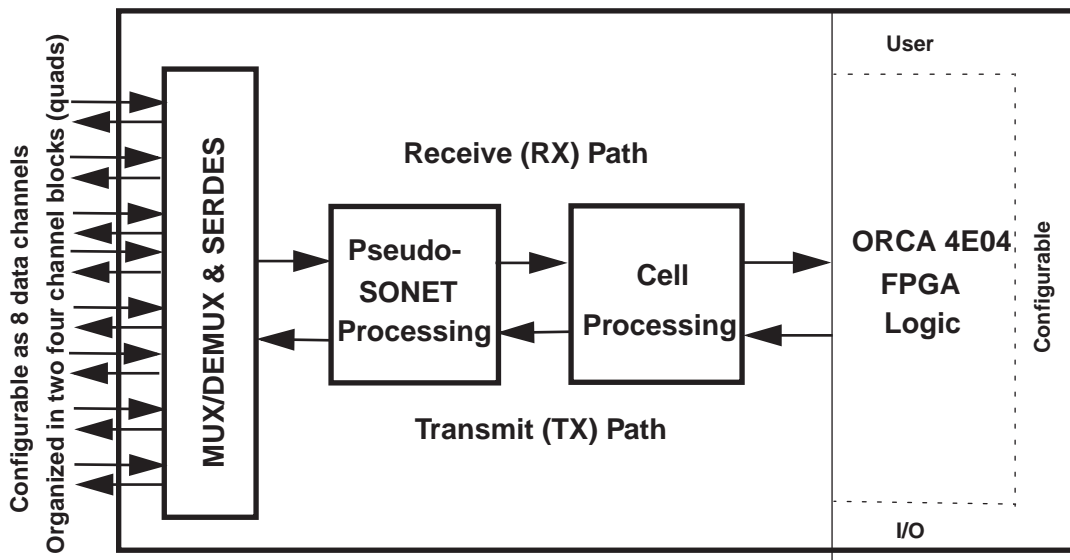 Configurable as 8 data channels
Organized in two four channel blocks (quads)
MUX/DEMUX & SERDES
Receive (RX) Path
Pseudo-
SONET
Processing
Cell
Processing
Transmit (TX) Path
User
ORCA 4E04
FPGA
Logic
Configurable
I/O